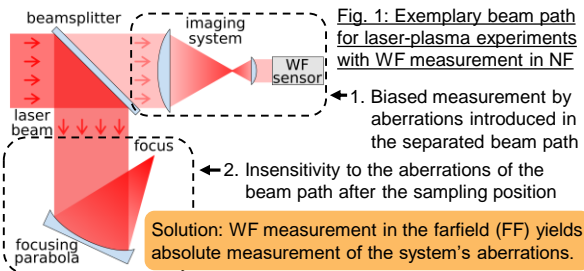 beamsplitter
imaging
system
WF
sensor
laser
beam
focus
focusing
parabola
Fig. 1: Exemplary beam path
for laser-plasma experiments
with WF measurement in NF
1. Biased measurement by
aberrations introduced in
the separated beam path
2. Insensitivity to the aberrations of the
beam path after the sampling position
Solution: WF measurement in the farfield (FF) yields
absolute measurement of the system's aberrations.